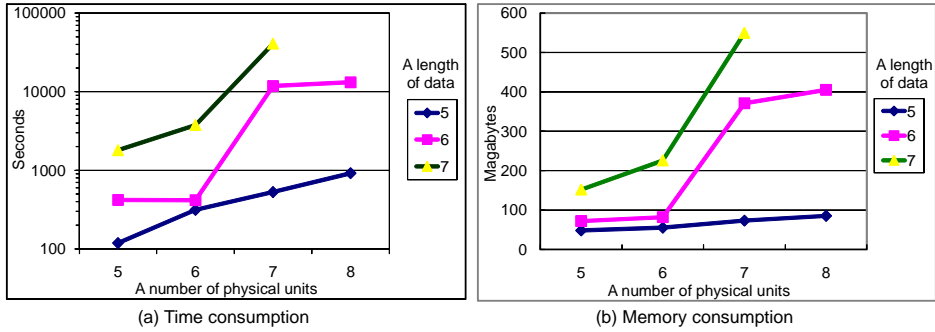 100000
10000
1000
100
Seconds
5 6 7 8
A number of physical units
A length
of data
5
6
7
(a) Time consumption
600
500
400
300
200
100
0
Magabytes
5 6 7 8
A number of physical units
A length
of data
5
6
7
(b) Memory consumption